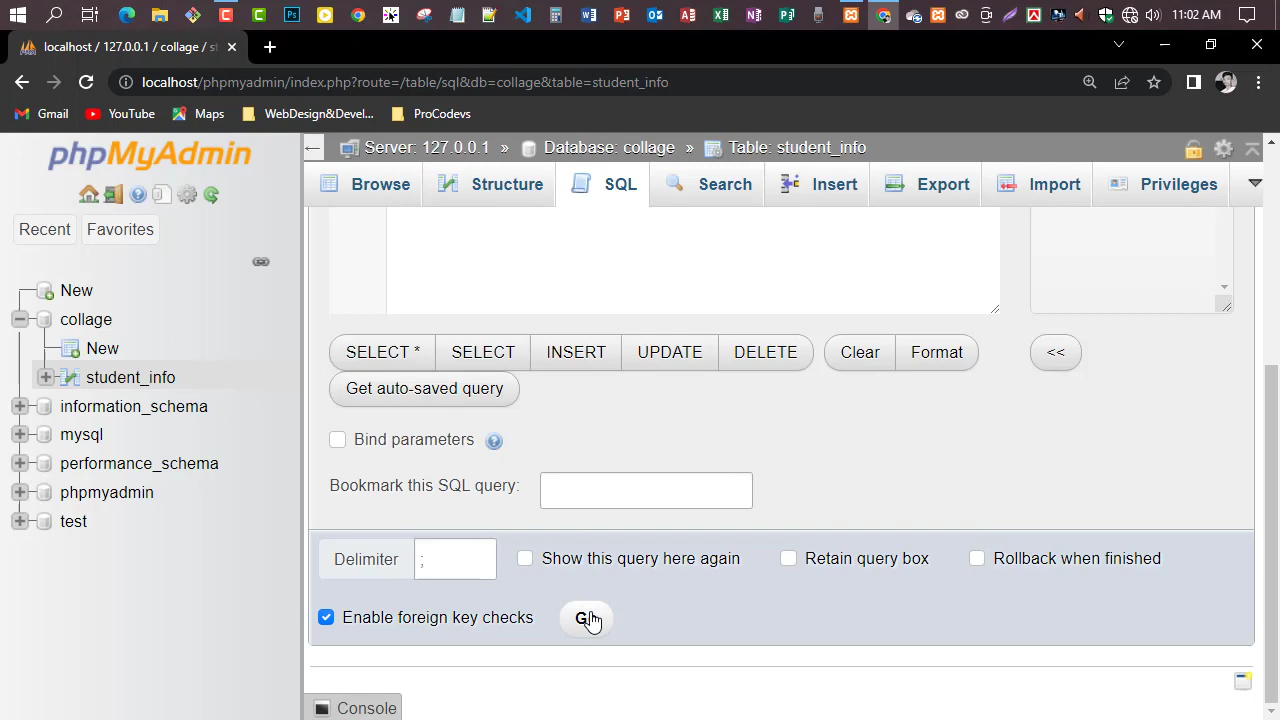 11:02 AM
localhost / 127.0.0.1 / collage / s
localhost/phpmyadmin/index.php?route=/table/sql&db=collage&table=student_info
Gmail YouTube Maps WebDesign&Devel... ProCodevs
phpMyAdmin
Server: 127.0.0.1 » Database: collage » Table: student_info
Browse Structure SQL Search Insert Export Import Privileges
Recent Favorites
New
collage
New
student_info
information_schema
mysql
performance_schema
phpmyadmin
test
SELECT * SELECT INSERT UPDATE DELETE Clear Format <<
Get auto-saved query
Bind parameters
Bookmark this SQL query:
Delimiter ; Show this query here again Retain query box Rollback when finished
Enable foreign key checks
Console